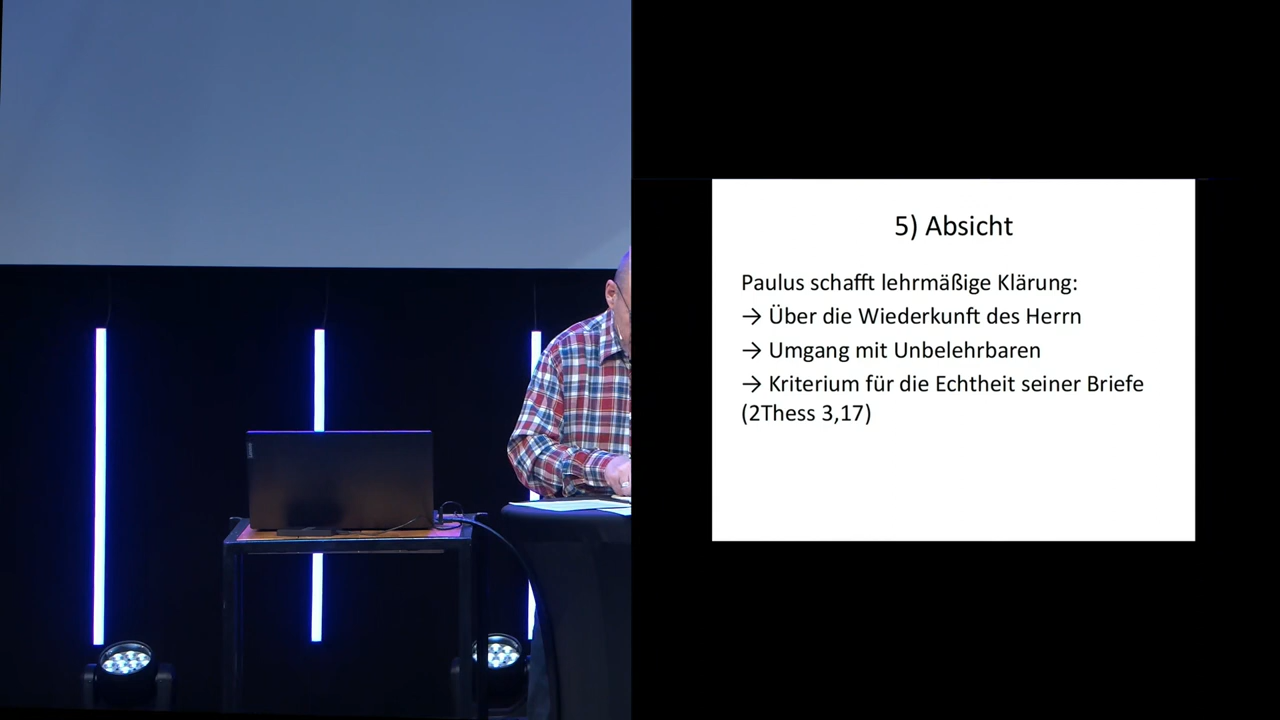 5) Absicht
Paulus schafft lehrmäßige Klärung:
→ Über die Wiederkunft des Herrn
→ Umgang mit Unbelehrbaren
→ Kriterium für die Echtheit seiner Briefe
(2Thess 3,17)